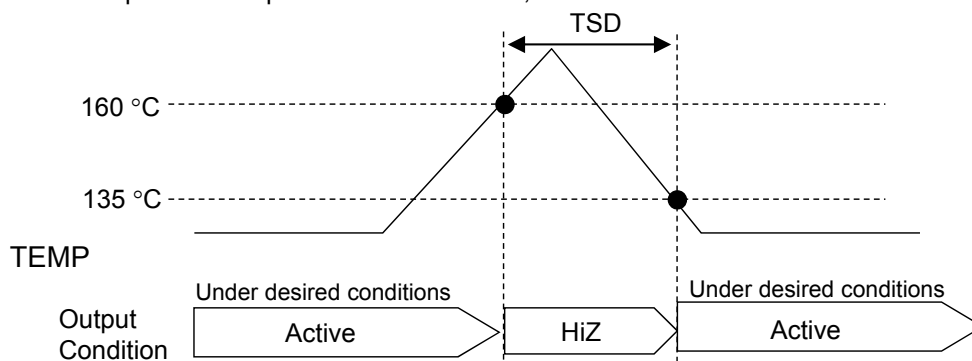 TSD
160 °C
135 °C
TEMP
Under desired conditions
Under desired conditions
Output
Condition
Active
HiZ
Active